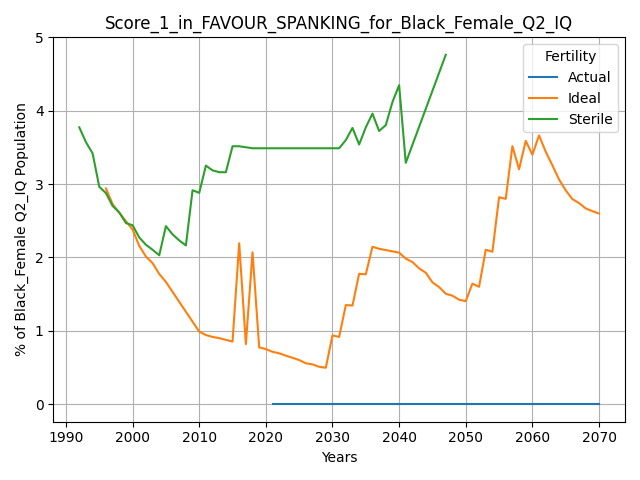 Score_1_in_FAVOUR_SPANKING_for_Black_Female_Q2_IQ
Fertility
Actual
Ideal
Sterile
% of Black_Female Q2_IQ Population
5
4
3
2
1
0
1990 2000 2010 2020 2030 2040 2050 2060 2070
Years